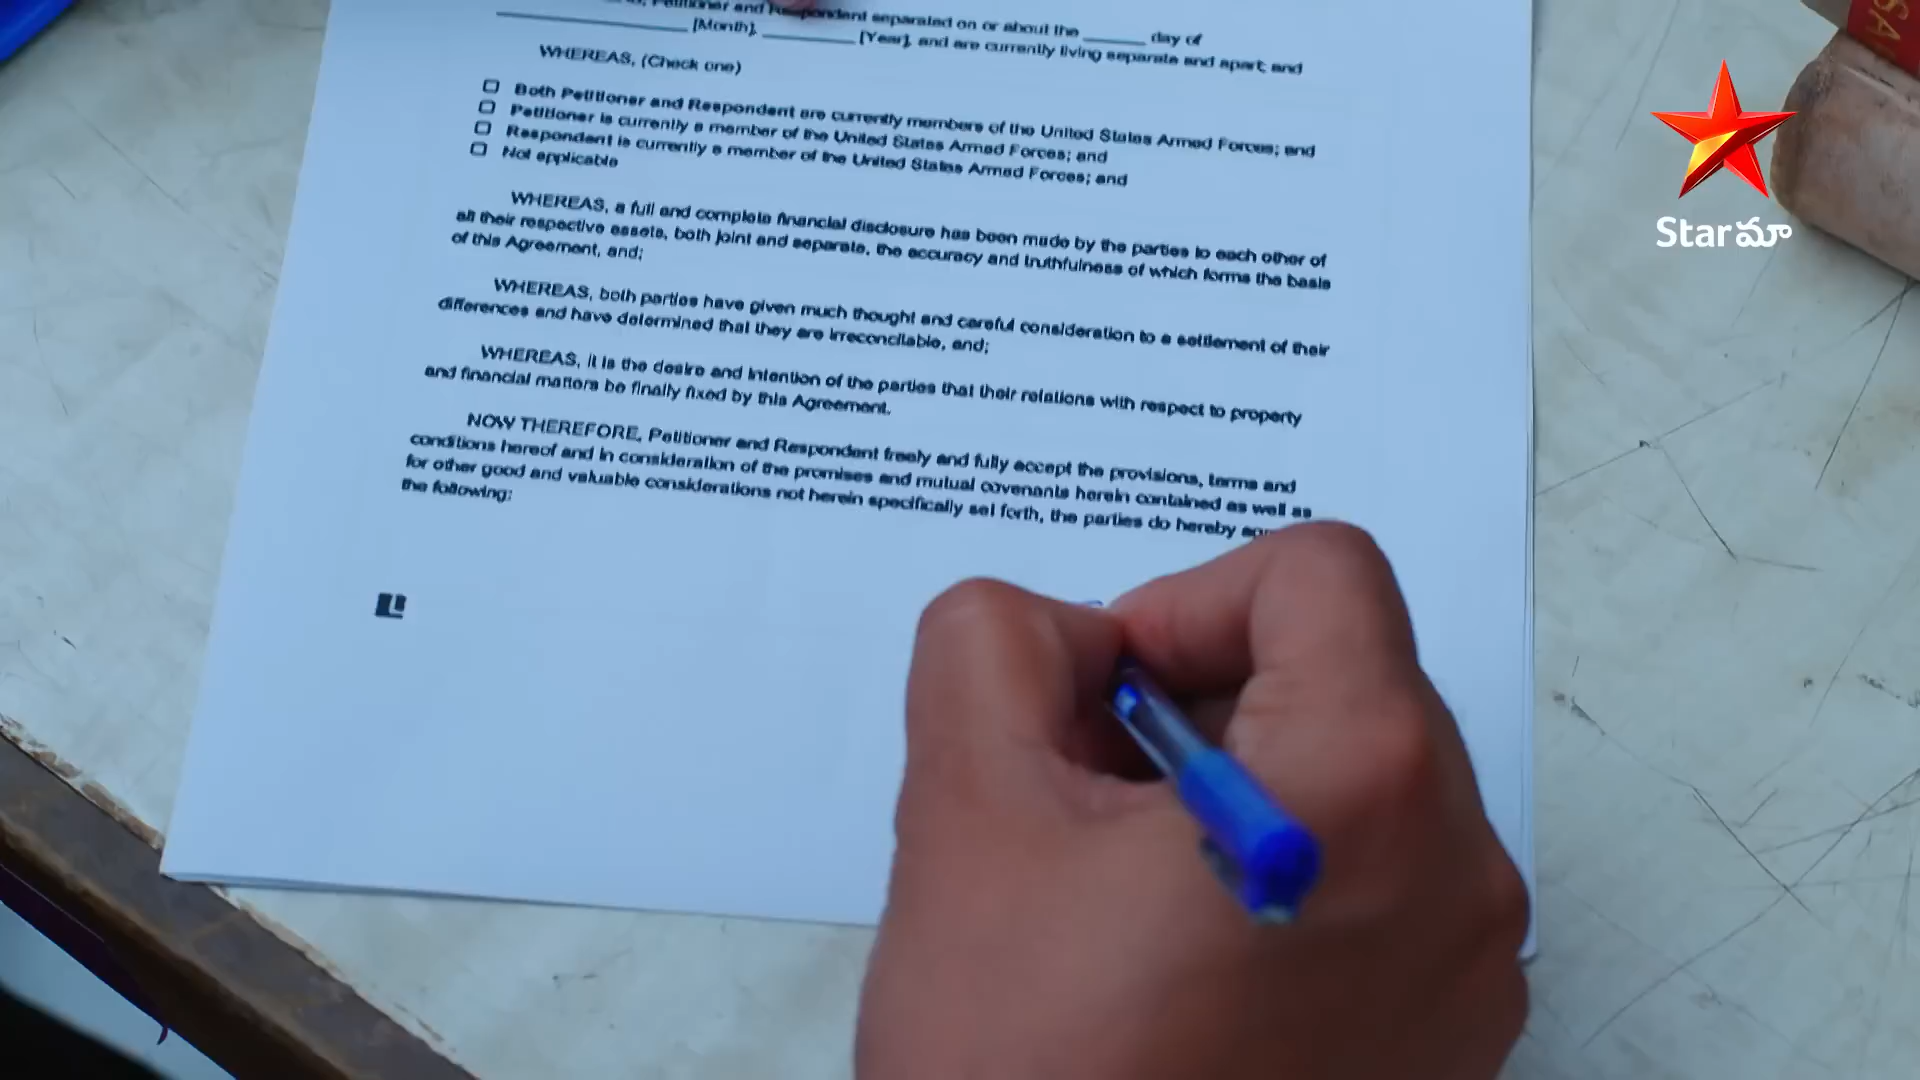 Petitioner and Respondent separated on or about the ______ day of
____________________ [Month], __________ [Year], and are currently living separate and apart; and
WHEREAS, (Check one)
☐ Both Petitioner and Respondent are currently members of the United States Armed Forces; and
☐ Petitioner is currently a member of the United States Armed Forces; and
☐ Respondent is currently a member of the United States Armed Forces; and
☐ Not applicable
WHEREAS, a full and complete financial disclosure has been made by the parties to each other of
all their respective assets, both joint and separate, the accuracy and truthfulness of which forms the basis
of this Agreement, and;
WHEREAS, both parties have given much thought and careful consideration to a settlement of their
differences and have determined that they are irreconcilable, and;
WHEREAS, it is the desire and intention of the parties that their relations with respect to property
and financial matters be finally fixed by this Agreement.
NOW THEREFORE, Petitioner and Respondent freely and fully accept the provisions, terms and
conditions hereof and in consideration of the promises and mutual covenants herein contained as well as
for other good and valuable considerations not herein specifically set forth, the parties do hereby
the following:
Star మా